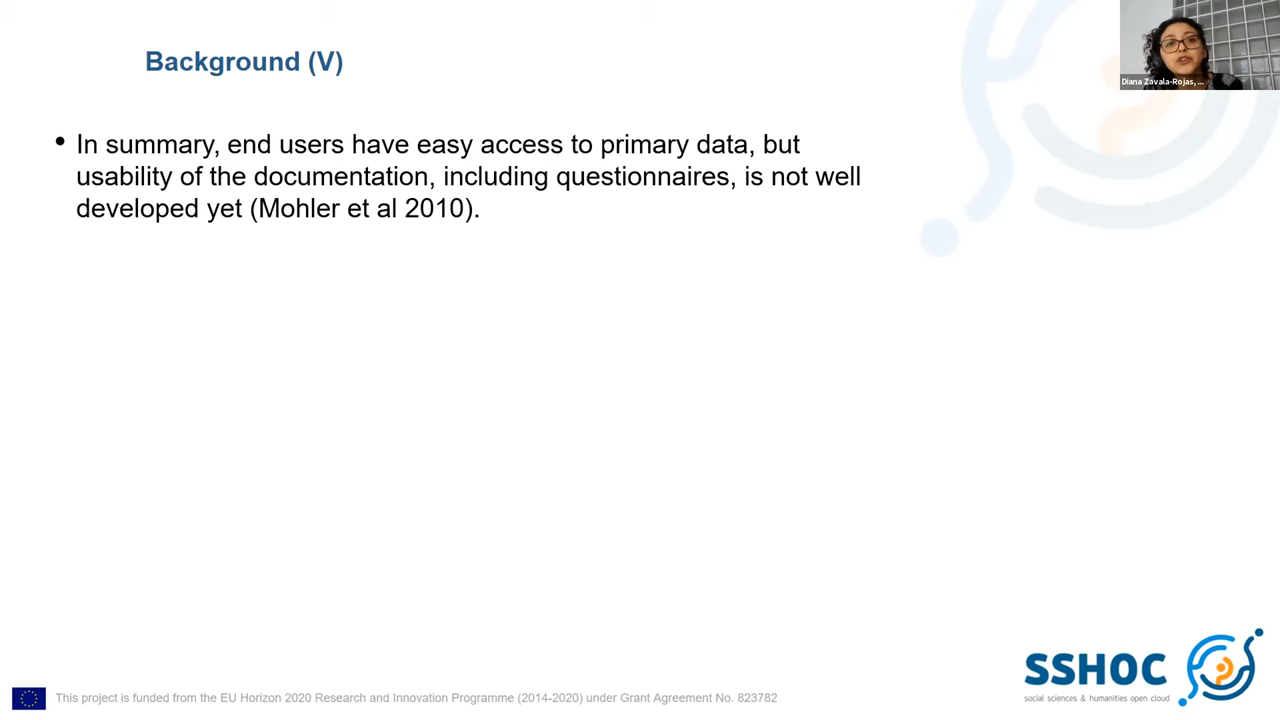 Background (V)
Diana Zavala-Rojas, ...
• In summary, end users have easy access to primary data, but
usability of the documentation, including questionnaires, is not well
developed yet (Mohler et al 2010).
SSHOC
social sciences & humanities open cloud
This project is funded from the EU Horizon 2020 Research and Innovation Programme (2014-2020) under Grant Agreement No. 823782